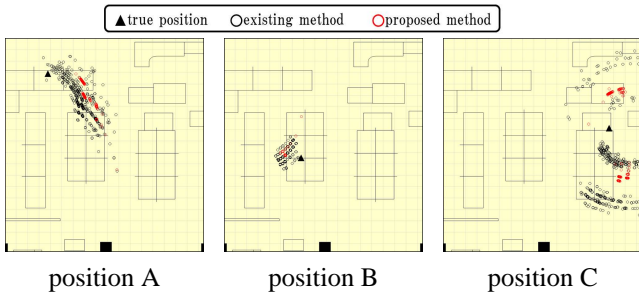 ▲true position ○existing method ○proposed method
position A position B position C